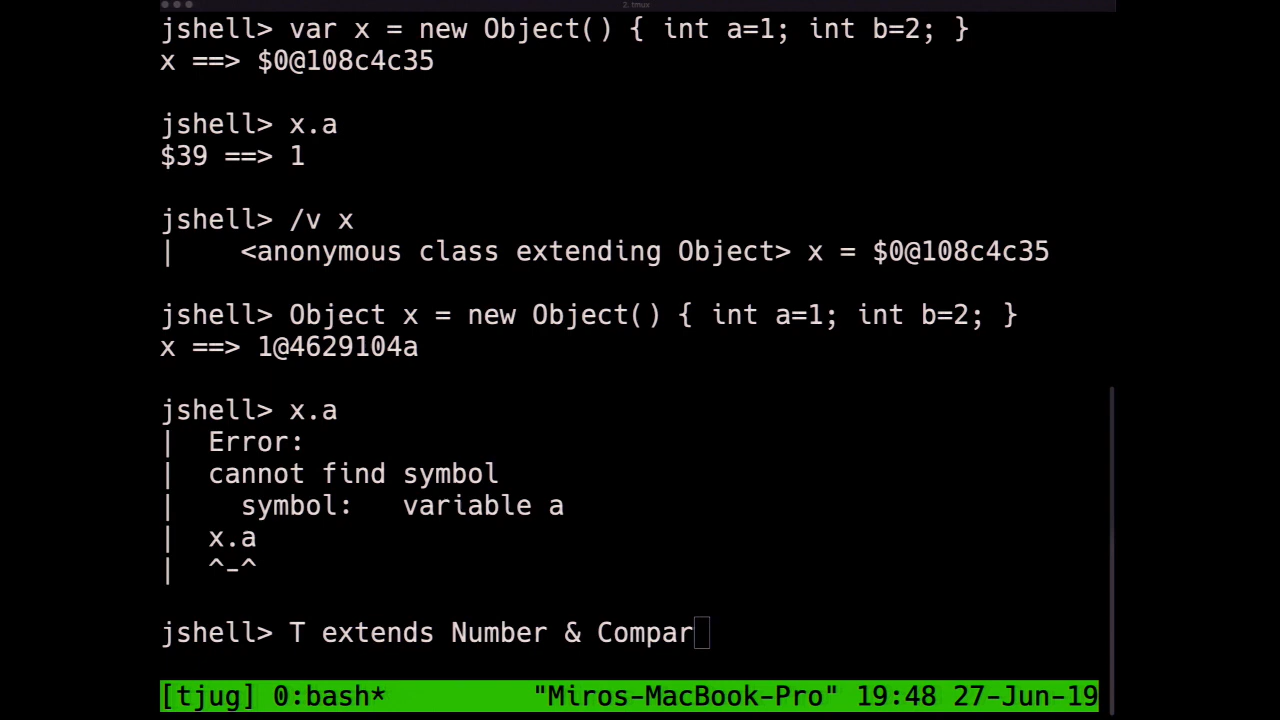 2. tmux
jshell> var x = new Object() { int a=1; int b=2; }
x ==> $0@108c4c35
jshell> x.a
$39 ==> 1
jshell> /v x
|    <anonymous class extending Object> x = $0@108c4c35
jshell> Object x = new Object() { int a=1; int b=2; }
x ==> 1@4629104a
jshell> x.a
|  Error:
|  cannot find symbol
|    symbol:   variable a
|  x.a
|  ^-^
jshell> T extends Number & Compar
[tjug] 0:bash* "Miros-MacBook-Pro" 19:48 27-Jun-19